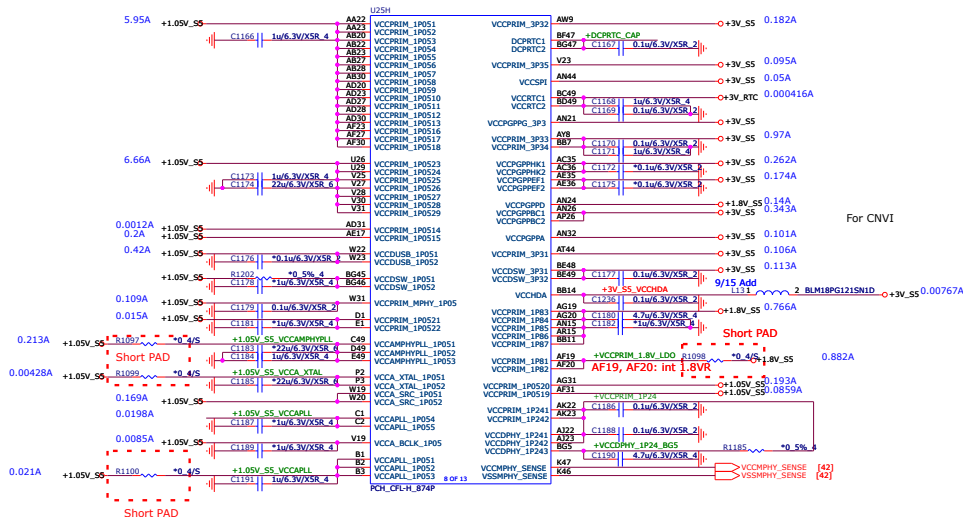 U25H
5.95A +1.05V_S5 AA22 VCCPRIM_1P051
AA23 VCCPRIM_1P052
C1166 1u/6.3V/X5R_4 AB20 VCCPRIM_1P053
AB22 VCCPRIM_1P054
AB23 VCCPRIM_1P055
AB27 VCCPRIM_1P056
AB28 VCCPRIM_1P057
AB30 VCCPRIM_1P058
AD20 VCCPRIM_1P059
AD23 VCCPRIM_1P0510
AD27 VCCPRIM_1P0511
AD28 VCCPRIM_1P0512
AD30 VCCPRIM_1P0513
AF23 VCCPRIM_1P0516
AF27 VCCPRIM_1P0517
AF30 VCCPRIM_1P0518
6.66A +1.05V_S5 U26 VCCPRIM_1P0523
U29 VCCPRIM_1P0524
C1173 1u/6.3V/X5R_4 V25 VCCPRIM_1P0525
C1174 22u/6.3V/X5R_6 V27 VCCPRIM_1P0526
V28 VCCPRIM_1P0527
V30 VCCPRIM_1P0528
V31 VCCPRIM_1P0529
0.0012A +1.05V_S5 AD31 VCCPRIM_1P0514
0.2A +1.05V_S5 AE17 VCCPRIM_1P0515
0.42A +1.05V_S5 W22 VCCDUSB_1P051
C1176 *0.1u/6.3V/X5R_2 W23 VCCDUSB_1P052
+1.05V_S5 R1202 *0_5%_4 BG45 VCCDSW_1P051
C1178 *1u/6.3V/X5R_4 BG46 VCCDSW_1P052
0.109A +1.05V_S5 W31 VCCPRIM_MPHY_1P05
C1179 0.1u/6.3V/X5R_2
0.015A +1.05V_S5 D1 VCCPRIM_1P0521
C1181 *1u/6.3V/X5R_4 E1 VCCPRIM_1P0522
0.213A +1.05V_S5 R1097 *0_4/S +1.05V_S5_VCCAMPHYPLL C49 VCCAMPHYPLL_1P051
Short PAD C1183 *22u/6.3V/X5R_6 D49 VCCAMPHYPLL_1P052
C1184 1u/6.3V/X5R_4 E49 VCCAMPHYPLL_1P053
0.00428A +1.05V_S5 R1099 *0_4/S +1.05V_S5_VCCA_XTAL P2 VCCA_XTAL_1P051
C1185 *22u/6.3V/X5R_6 P3 VCCA_XTAL_1P052
0.169A +1.05V_S5 W19 VCCA_SRC_1P051
W20 VCCA_SRC_1P052
0.0198A +1.05V_S5_VCCAPLL C1 VCCAPLL_1P054
C1187 *1u/6.3V/X5R_4 C2 VCCAPLL_1P055
0.0085A +1.05V_S5 V19 VCCA_BCLK_1P05
C1189 *1u/6.3V/X5R_4
B1 VCCAPLL_1P051
0.021A +1.05V_S5 R1100 *0_4/S +1.05V_S5_VCCAPLL B2 VCCAPLL_1P052
B3 VCCAPLL_1P053
C1191 1u/6.3V/X5R_4
Short PAD
8 OF 13
PCH_CFL-H_874P
VCCPRIM_3P32 AW9 +3V_S5 0.182A
DCPRTC1 BF47 +DCPRTC_CAP
DCPRTC2 BG47 C1167 0.1u/6.3V/X5R_2
VCCPRIM_3P35 V23 +3V_S5 0.095A
VCCSPI AN44 +3V_S5 0.05A
VCCRTC1 BC49 +3V_RTC 0.000416A
VCCRTC2 BD49 C1168 1u/6.3V/X5R_4
C1169 0.1u/6.3V/X5R_2
VCCPGPPG_3P3 AN21 +3V_S5
VCCPRIM_3P33 AY8 +3V_S5 0.97A
VCCPRIM_3P34 BB7 C1170 0.1u/6.3V/X5R_2
C1171 1u/6.3V/X5R_4
VCCPGPPHK1 AC35 +3V_S5 0.262A
VCCPGPPHK2 AC36 C1172 *0.1u/6.3V/X5R_2
VCCPGPPEF1 AE35 +3V_S5 0.174A
VCCPGPPEF2 AE36 C1175 *0.1u/6.3V/X5R_2
VCCPGPPD AN24 +1.8V_S5 0.14A
VCCPGPPBC1 AN26 +3V_S5 0.343A
VCCPGPPBC2 AP26
For CNVI
VCCPGPPA AN32 +3V_S5 0.101A
VCCPRIM_3P31 AT44 +3V_S5 0.106A
VCCDSW_3P31 BE48 +3V_S5 0.113A
VCCDSW_3P32 BE49 C1177 0.1u/6.3V/X5R_2
9/15 Add
VCCHDA BB14 +3V_S5_VCCHDA L13 1 2 BLM18PG121SN1D +3V_S5 0.00767A
C1236 0.1u/6.3V/X5R_2
VCCPRIM_1P83 AG19 +1.8V_S5 0.766A
VCCPRIM_1P84 AG20 C1180 4.7u/6.3V/X5R_4
VCCPRIM_1P85 AN15 C1182 *1u/6.3V/X5R_4
VCCPRIM_1P86 AR15
VCCPRIM_1P87 BB11
Short PAD
VCCPRIM_1P81 AF19 +VCCPRIM_1.8V_LDO R1098 *0_4/S +1.8V_S5 0.882A
VCCPRIM_1P82 AF20 AF19, AF20: int 1.8VR
VCCPRIM_1P0520 AG31 +1.05V_S5 0.193A
VCCPRIM_1P0519 AF31 +1.05V_S5 0.0859A
+VCCPRIM_1P24
VCCPRIM_1P241 AK22 C1186 0.1u/6.3V/X5R_2
VCCPRIM_1P242 AK23
VCCDPHY_1P241 AJ22 C1188 0.1u/6.3V/X5R_2
VCCDPHY_1P242 AJ23
VCCDPHY_1P243 BG5 +VCCDPHY_1P24_BG5 R1185 *0_5%_4
C1190 4.7u/6.3V/X5R_4
VCCMPHY_SENSE K47 VCCMPHY_SENSE [42]
VSSMPHY_SENSE K46 VSSMPHY_SENSE [42]